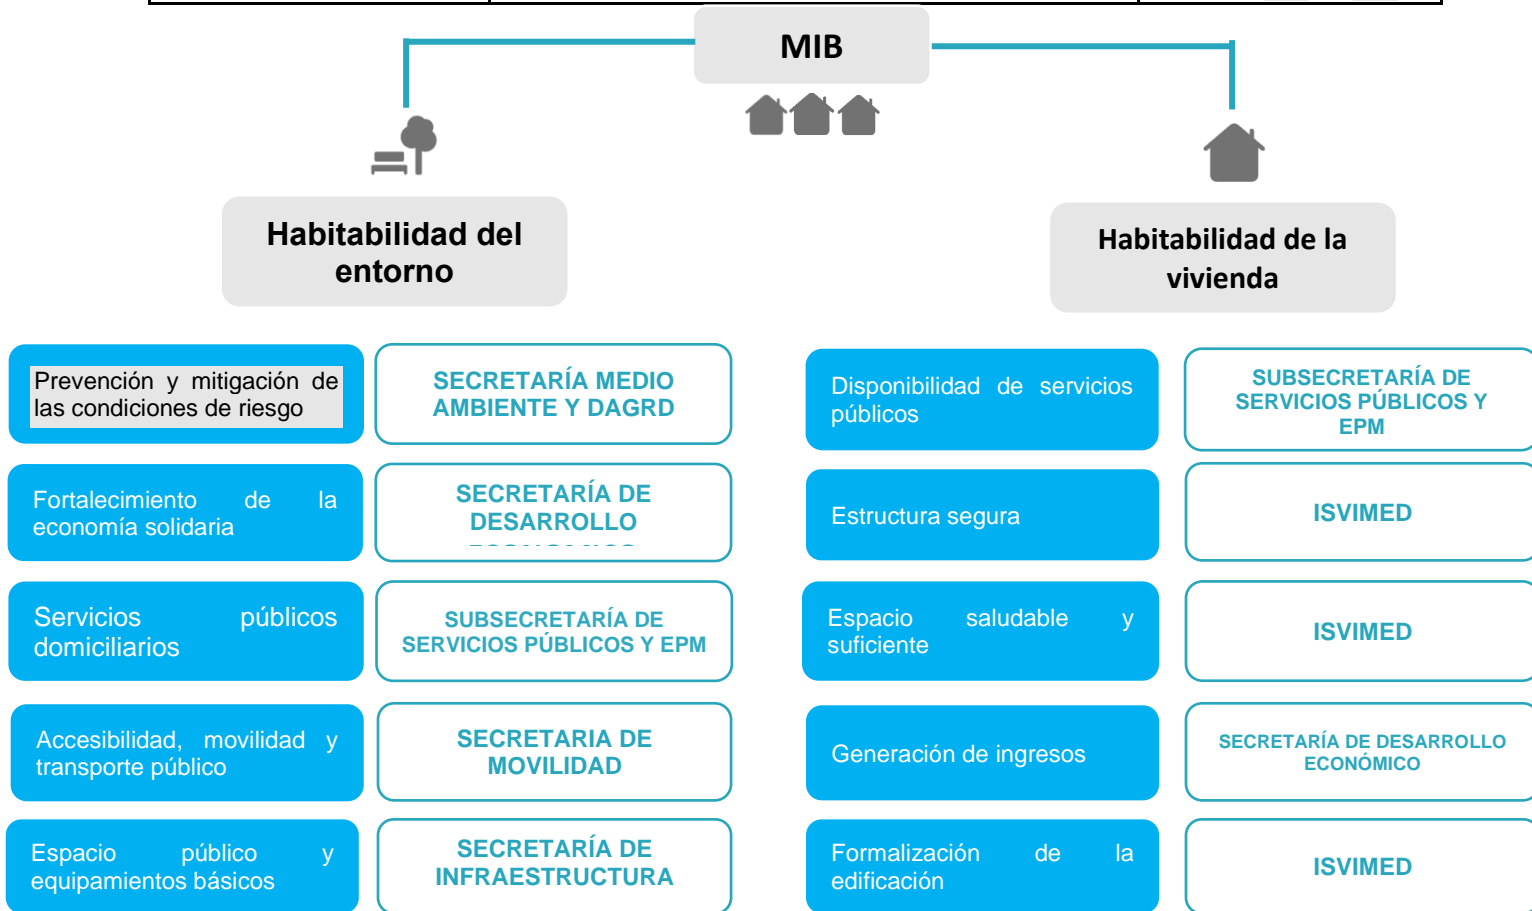 MIB
Habitabilidad del
entorno
Habitabilidad de la
vivienda
Prevención y mitigación de
las condiciones de riesgo
SECRETARÍA MEDIO
AMBIENTE Y DAGRD
Fortalecimiento de la
economía solidaria
SECRETARÍA DE
DESARROLLO
Servicios públicos
domiciliarios
SUBSECRETARÍA DE
SERVICIOS PÚBLICOS Y EPM
Accesibilidad, movilidad y
transporte público
SECRETARIA DE
MOVILIDAD
Espacio público y
equipamientos básicos
SECRETARÍA DE
INFRAESTRUCTURA
Disponibilidad de servicios
públicos
SUBSECRETARÍA DE
SERVICIOS PÚBLICOS Y
EPM
Estructura segura
ISVIMED
Espacio saludable y
suficiente
ISVIMED
Generación de ingresos
SECRETARÍA DE DESARROLLO
ECONÓMICO
Formalización de la
edificación
ISVIMED